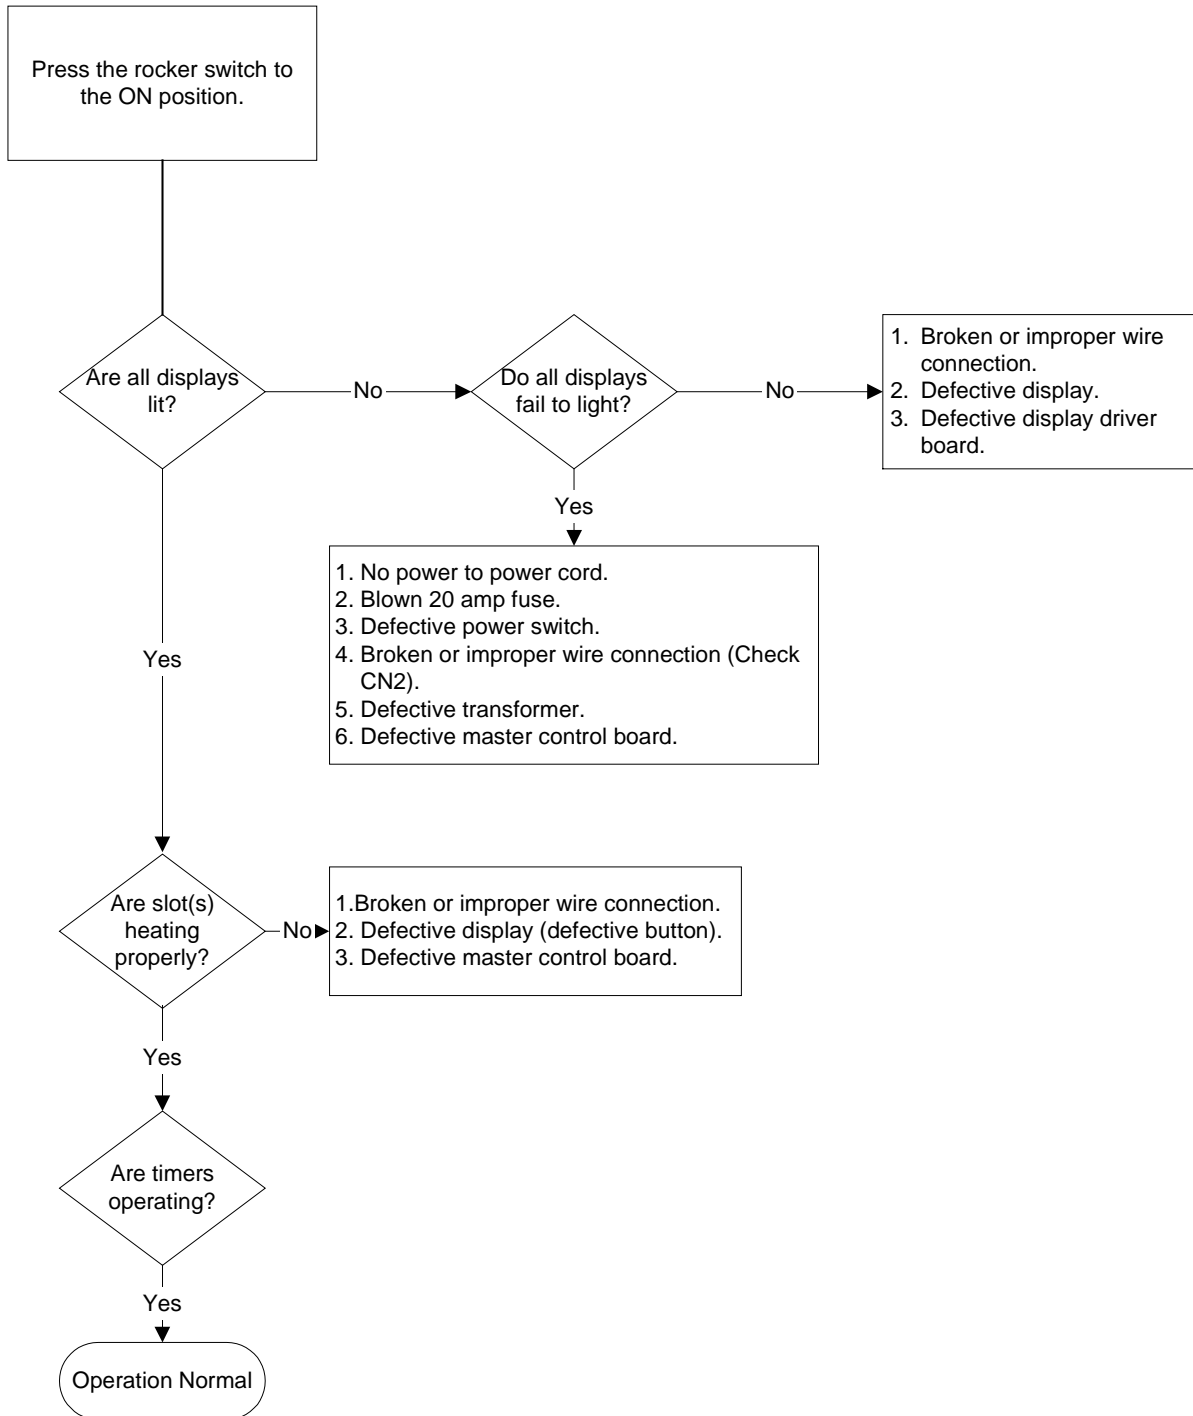 Press the rocker switch to
the ON position.
Are all displays
lit?
No
Do all displays
fail to light?
No
1. Broken or improper wire
connection.
2. Defective display.
3. Defective display driver
board.
Yes
1. No power to power cord.
2. Blown 20 amp fuse.
3. Defective power switch.
4. Broken or improper wire connection (Check
CN2).
5. Defective transformer.
6. Defective master control board.
Yes
Are slot(s)
heating
properly?
No
1.Broken or improper wire connection.
2. Defective display (defective button).
3. Defective master control board.
Yes
Are timers
operating?
Yes
Operation Normal